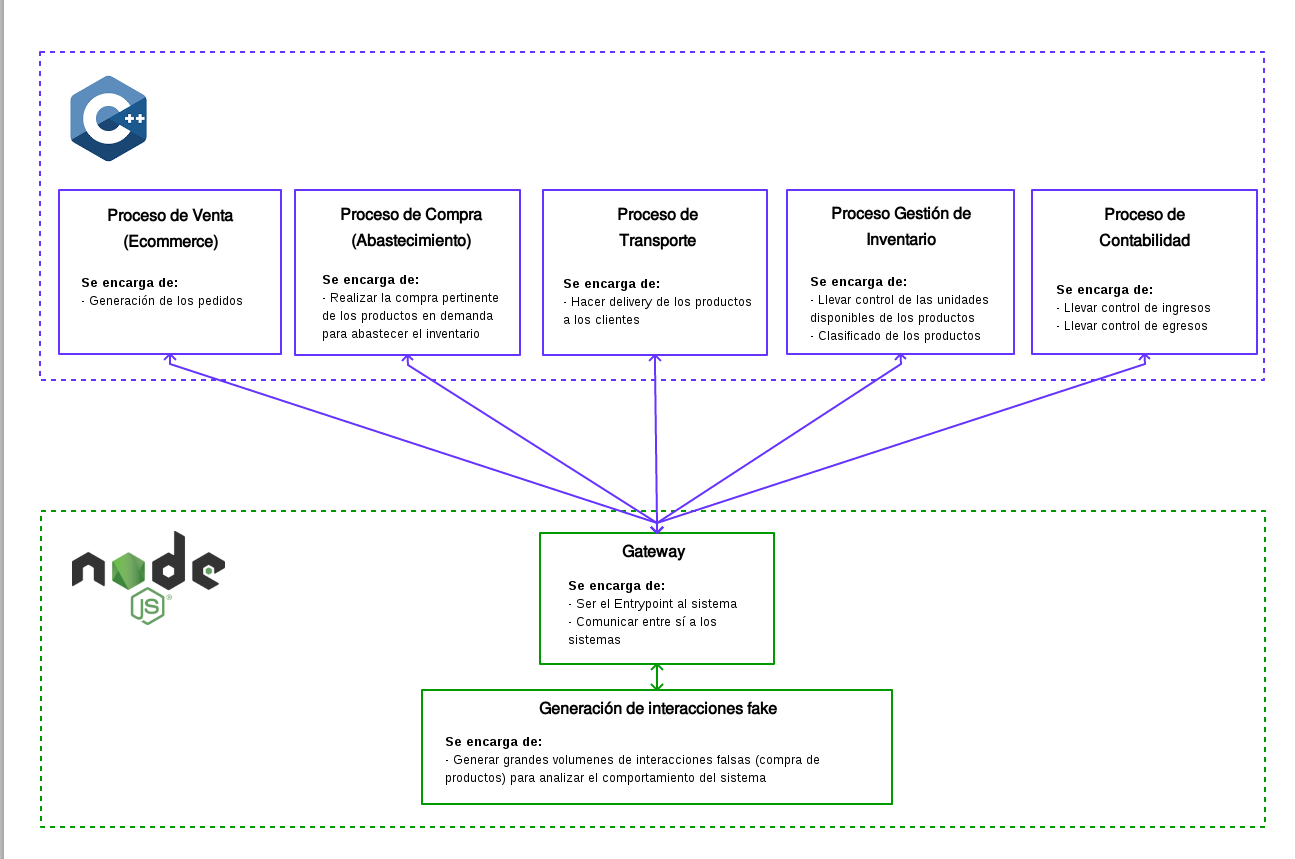 C++
Proceso de Venta
(Ecommerce)
Se encarga de:
- Generación de los pedidos
Proceso de Compra
(Abastecimiento)
Se encarga de:
- Realizar la compra pertinente
de los productos en demanda
para abastecer el inventario
Proceso de
Transporte
Se encarga de:
- Hacer delivery de los productos
a los clientes
Proceso Gestión de
Inventario
Se encarga de:
- Llevar control de las unidades
disponibles de los productos
- Clasificado de los productos
Proceso de
Contabilidad
Se encarga de:
- Llevar control de ingresos
- Llevar control de egresos
node
JS®
Gateway
Se encarga de:
- Ser el Entrypoint al sistema
- Comunicar entre sí a los
sistemas
Generación de interacciones fake
Se encarga de:
- Generar grandes volumenes de interacciones falsas (compra de
productos) para analizar el comportamiento del sistema